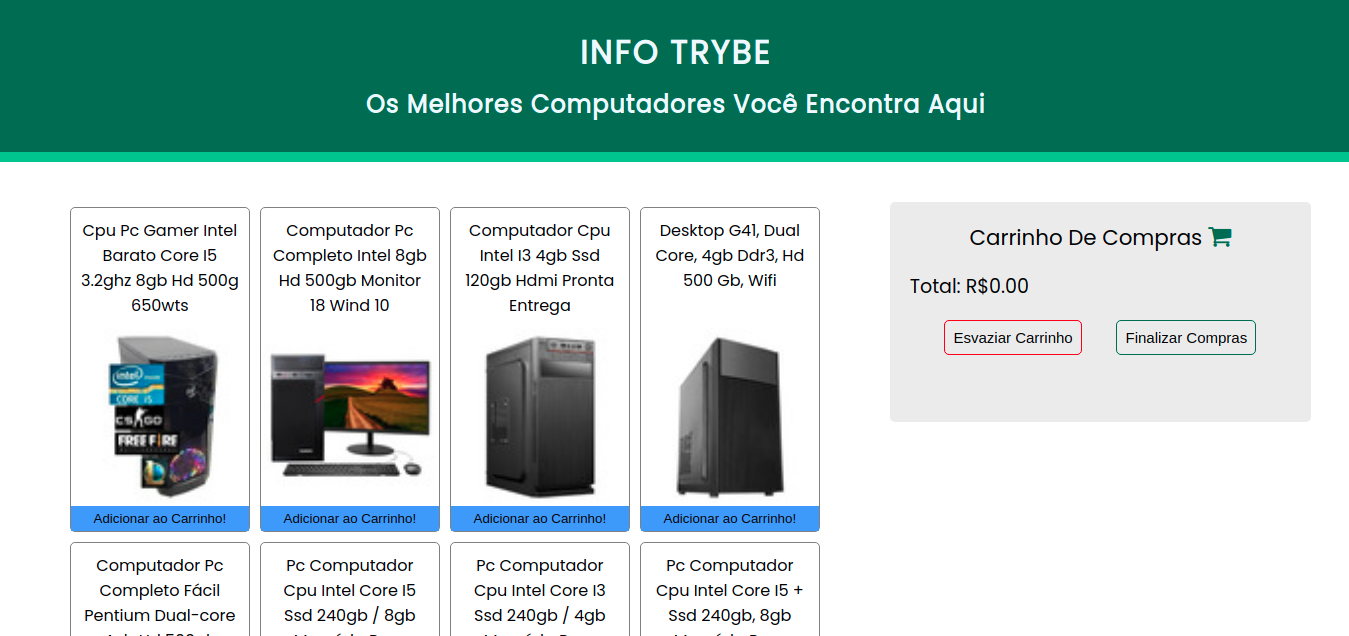 INFO TRYBE
Os Melhores Computadores Você Encontra Aqui
Cpu Pc Gamer Intel
Barato Core I5
3.2ghz 8gb Hd 500g
650wts
intel
CORE i5
CS GO
FREE FIRE
Adicionar ao Carrinho!
Computador Pc
Completo Intel 8gb
Hd 500gb Monitor
18 Wind 10
Adicionar ao Carrinho!
Computador Cpu
Intel I3 4gb Ssd
120gb Hdmi Pronta
Entrega
Adicionar ao Carrinho!
Desktop G41, Dual
Core, 4gb Ddr3, Hd
500 Gb, Wifi
Adicionar ao Carrinho!
Carrinho De Compras
Total: R$0.00
Esvaziar Carrinho
Finalizar Compras
Computador Pc
Completo Fácil
Pentium Dual-core
Pc Computador
Cpu Intel Core I5
Ssd 240gb / 8gb
Pc Computador
Cpu Intel Core I3
Ssd 240gb / 4gb
Pc Computador
Cpu Intel Core I5 +
Ssd 240gb, 8gb